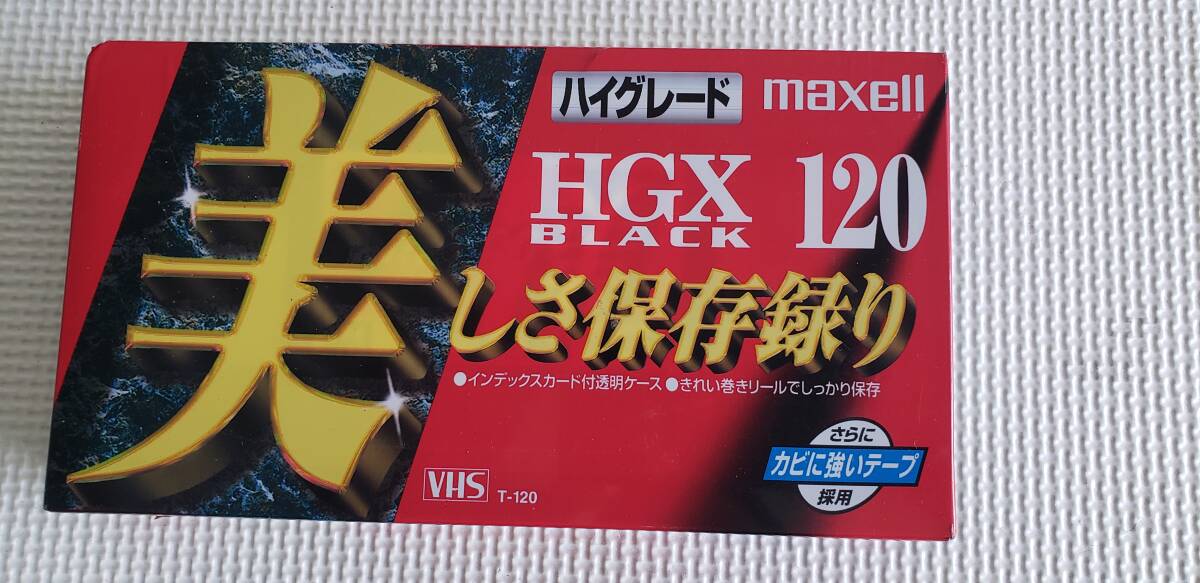 ハイグレード
maxell
HGX
BLACK
120
美しさ保存録り
●インデックスカード付透明ケース ●きれい巻きリールでしっかり保存
さらに
カビに強いテープ
採用
VHS T-120